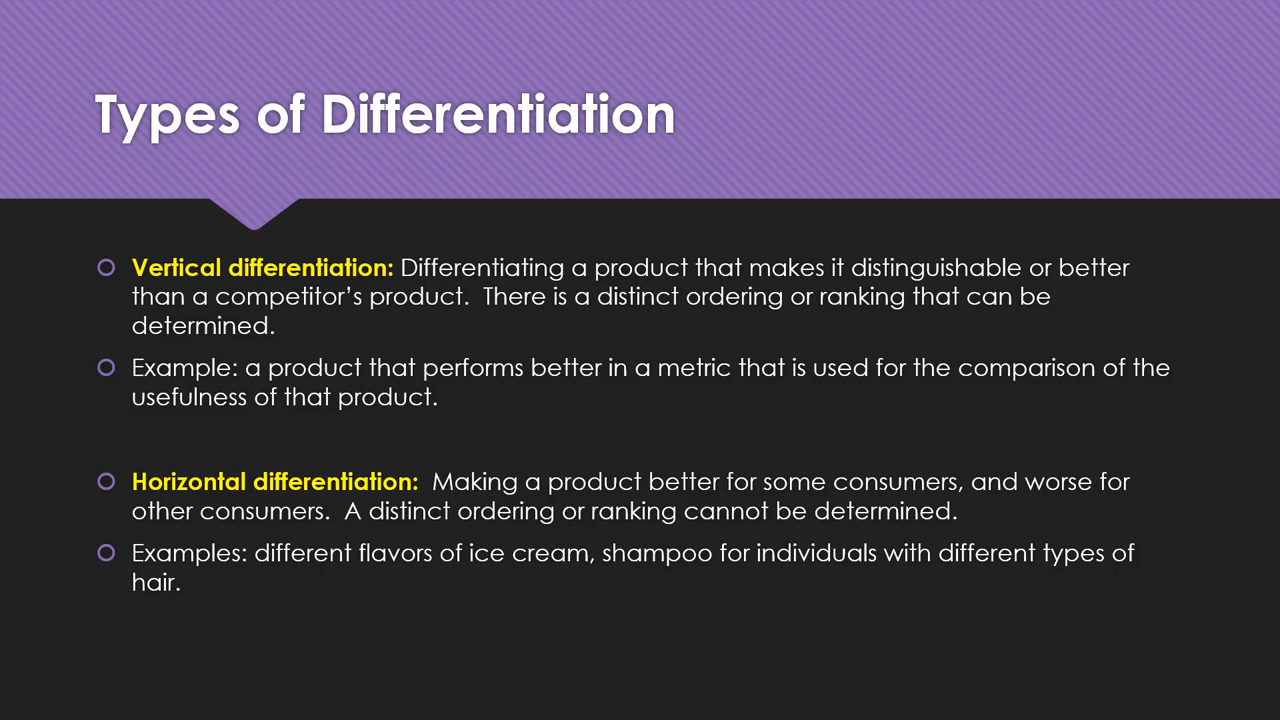 Types of Differentiation
Vertical differentiation: Differentiating a product that makes it distinguishable or better
than a competitor’s product.  There is a distinct ordering or ranking that can be
determined.
Example: a product that performs better in a metric that is used for the comparison of the
usefulness of that product.
Horizontal differentiation:  Making a product better for some consumers, and worse for
other consumers.  A distinct ordering or ranking cannot be determined.
Examples: different flavors of ice cream, shampoo for individuals with different types of
hair.